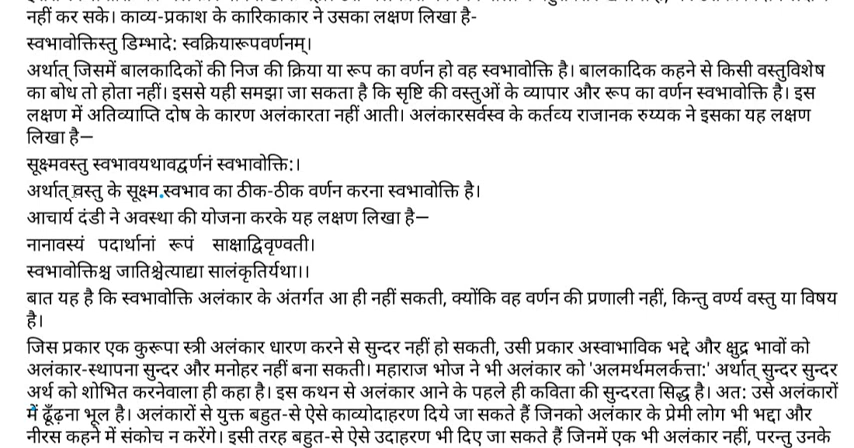 नहीं कर सके। काव्य-प्रकाश के कारिकाकार ने उसका लक्षण लिखा है-
स्वभावोक्तिस्तु डिम्भादे: स्वक्रियारूपवर्णनम्।
अर्थात् जिसमें बालकादिकों की निज की क्रिया या रूप का वर्णन हो वह स्वभावोक्ति है। बालकादिक कहने से किसी वस्तुविशेष
का बोध तो होता नहीं। इससे यही समझा जा सकता है कि सृष्टि की वस्तुओं के व्यापार और रूप का वर्णन स्वभावोक्ति है। इस
लक्षण में अतिव्याप्ति दोष के कारण अलंकारता नहीं आती। अलंकारसर्वस्व के कर्तव्य राजानक रुय्यक ने इसका यह लक्षण
लिखा है—
सूक्ष्मवस्तु स्वभावयथावद्वर्णनं स्वभावोक्ति:।
अर्थात् वस्तु के सूक्ष्म स्वभाव का ठीक-ठीक वर्णन करना स्वभावोक्ति है।
आचार्य दंडी ने अवस्था की योजना करके यह लक्षण लिखा है—
नानावस्यं पदार्थानां रूपं साक्षाद्विवृण्वती।
स्वभावोक्तिश्च जातिश्चेत्याद्या सालंकृतिर्यथा।।
बात यह है कि स्वभावोक्ति अलंकार के अंतर्गत आ ही नहीं सकती, क्योंकि वह वर्णन की प्रणाली नहीं, किन्तु वर्ण्य वस्तु या विषय
है।
जिस प्रकार एक कुरूपा स्त्री अलंकार धारण करने से सुन्दर नहीं हो सकती, उसी प्रकार अस्वाभाविक भद्दे और क्षुद्र भावों को
अलंकार-स्थापना सुन्दर और मनोहर नहीं बना सकती। महाराज भोज ने भी अलंकार को 'अलमर्थमलर्कत्ता:' अर्थात् सुन्दर सुन्दर
अर्थ को शोभित करनेवाला ही कहा है। इस कथन से अलंकार आने के पहले ही कविता की सुन्दरता सिद्ध है। अत: उसे अलंकारों
में ढूँढ़ना भूल है। अलंकारों से युक्त बहुत-से ऐसे काव्योदाहरण दिये जा सकते हैं जिनको अलंकार के प्रेमी लोग भी भद्दा और
नीरस कहने में संकोच न करेंगे। इसी तरह बहुत-से ऐसे उदाहरण भी दिए जा सकते हैं जिनमें एक भी अलंकार नहीं, परन्तु उनके